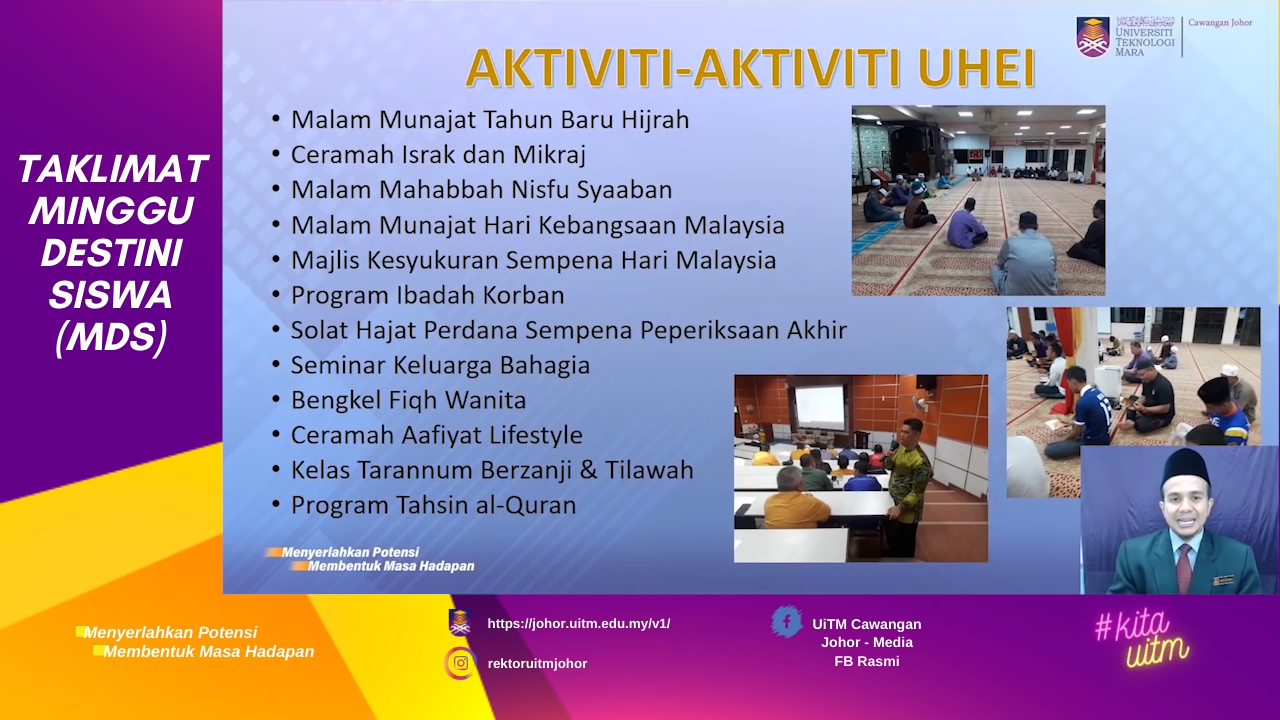 TAKLIMAT
MINGGU
DESTINI
SISWA
(MDS)
UNIVERSITI
TEKNOLOGI
MARA
Cawangan Johor
AKTIVITI-AKTIVITI UHEI
• Malam Munajat Tahun Baru Hijrah
• Ceramah Israk dan Mikraj
• Malam Mahabbah Nisfu Syaaban
• Malam Munajat Hari Kebangsaan Malaysia
• Majlis Kesyukuran Sempena Hari Malaysia
• Program Ibadah Korban
• Solat Hajat Perdana Sempena Peperiksaan Akhir
• Seminar Keluarga Bahagia
• Bengkel Fiqh Wanita
• Ceramah Aafiyat Lifestyle
• Kelas Tarannum Berzanji & Tilawah
• Program Tahsin al-Quran
Menyerlahkan Potensi
Membentuk Masa Hadapan
Menyerlahkan Potensi
Membentuk Masa Hadapan
https://johor.uitm.edu.my/v1/
rektoruitmjohor
UiTM Cawangan
Johor - Media
FB Rasmi
#kita
uitm